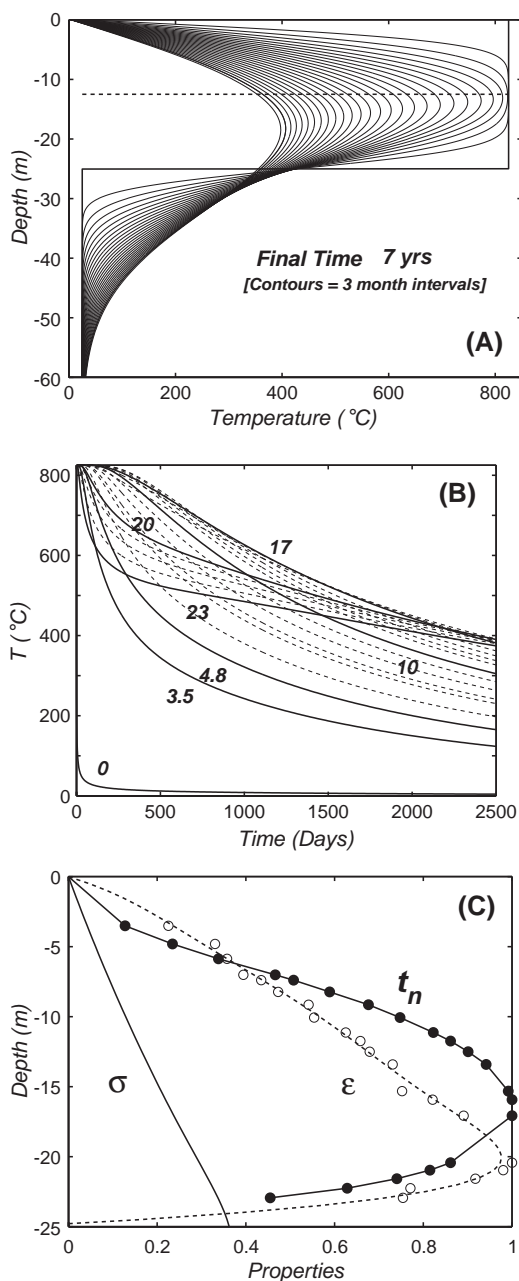 0
-10
-20
-30
-40
-50
-60
Depth (m)
Final Time 7 yrs
[Contours = 3 month intervals]
(A)
0 200 400 600 800
Temperature (°C)
800
600
400
200
0
T (°C)
(B)
20
17
23
10
4.8
3.5
0
0 500 1000 1500 2000 2500
Time (Days)
0
-5
-10
-15
-20
-25
Depth (m)
(C)
tn
σ
ε
0 0.2 0.4 0.6 0.8 1
Properties